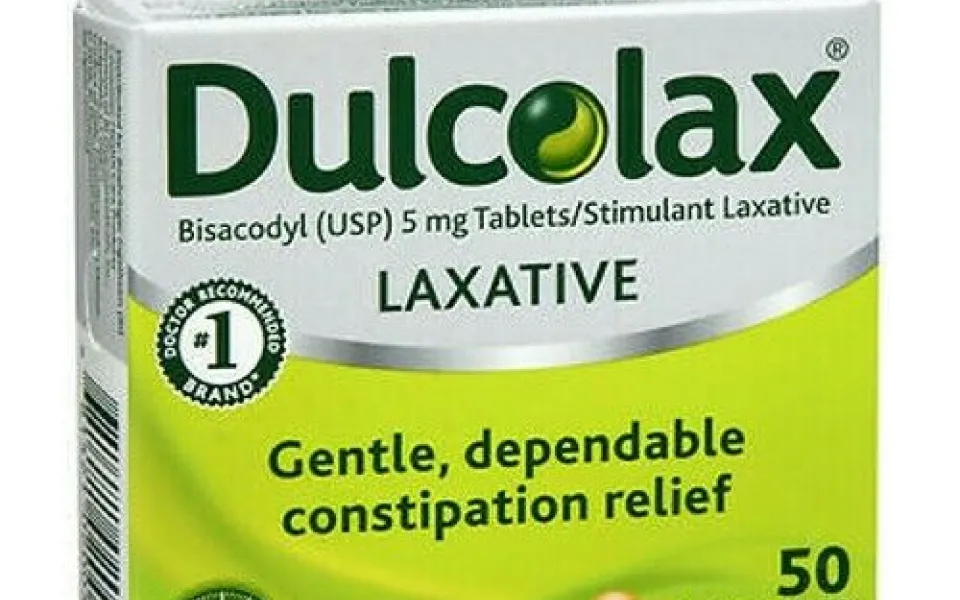 Dulcolax®
Bisacodyl (USP) 5 mg Tablets/Stimulant Laxative
LAXATIVE
DOCTOR RECOMMENDED
#1
BRAND*
Gentle, dependable
constipation relief
50